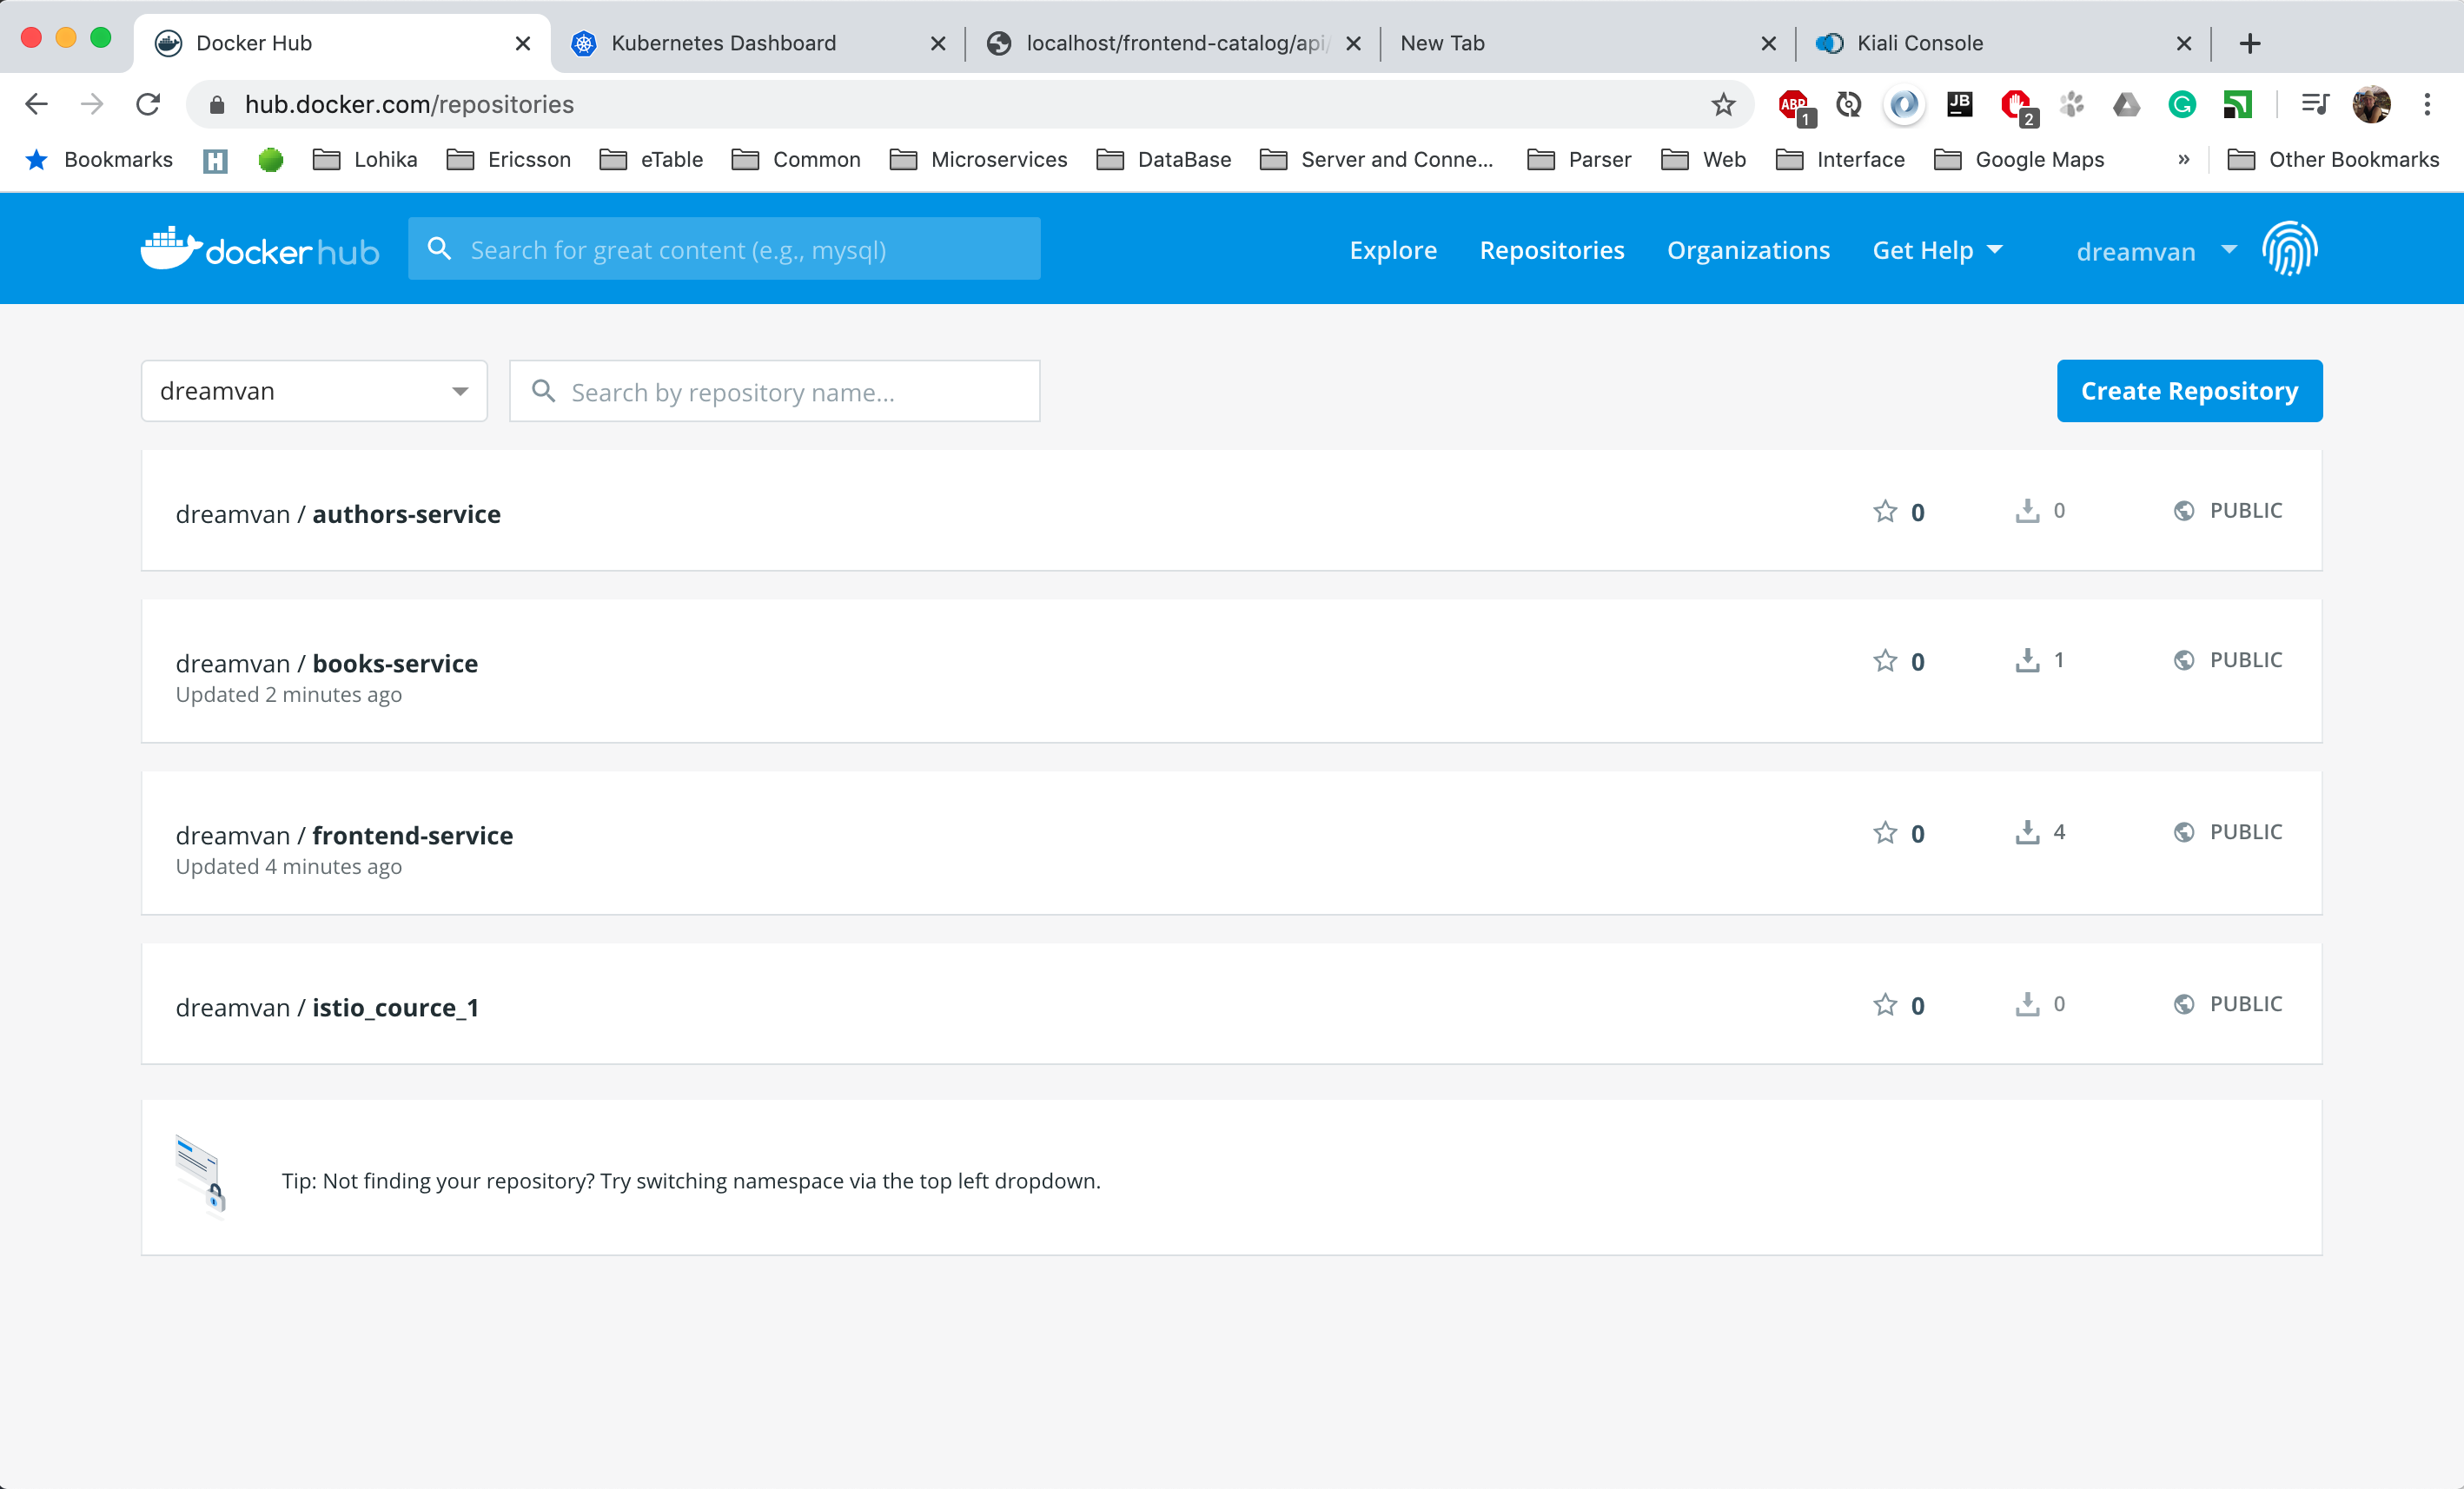 Docker Hub
Kubernetes Dashboard
localhost/frontend-catalog/api/
New Tab
Kiali Console
hub.docker.com/repositories
ABP 1
JB
2
G
Bookmarks
H
Lohika
Ericsson
eTable
Common
Microservices
DataBase
Server and Conne...
Parser
Web
Interface
Google Maps
»
Other Bookmarks
docker hub
Search for great content (e.g., mysql)
Explore
Repositories
Organizations
Get Help
dreamvan
dreamvan
Search by repository name...
Create Repository
dreamvan / authors-service
0
0
PUBLIC
dreamvan / books-service
Updated 2 minutes ago
0
1
PUBLIC
dreamvan / frontend-service
Updated 4 minutes ago
0
4
PUBLIC
dreamvan / istio_cource_1
0
0
PUBLIC
Tip: Not finding your repository? Try switching namespace via the top left dropdown.